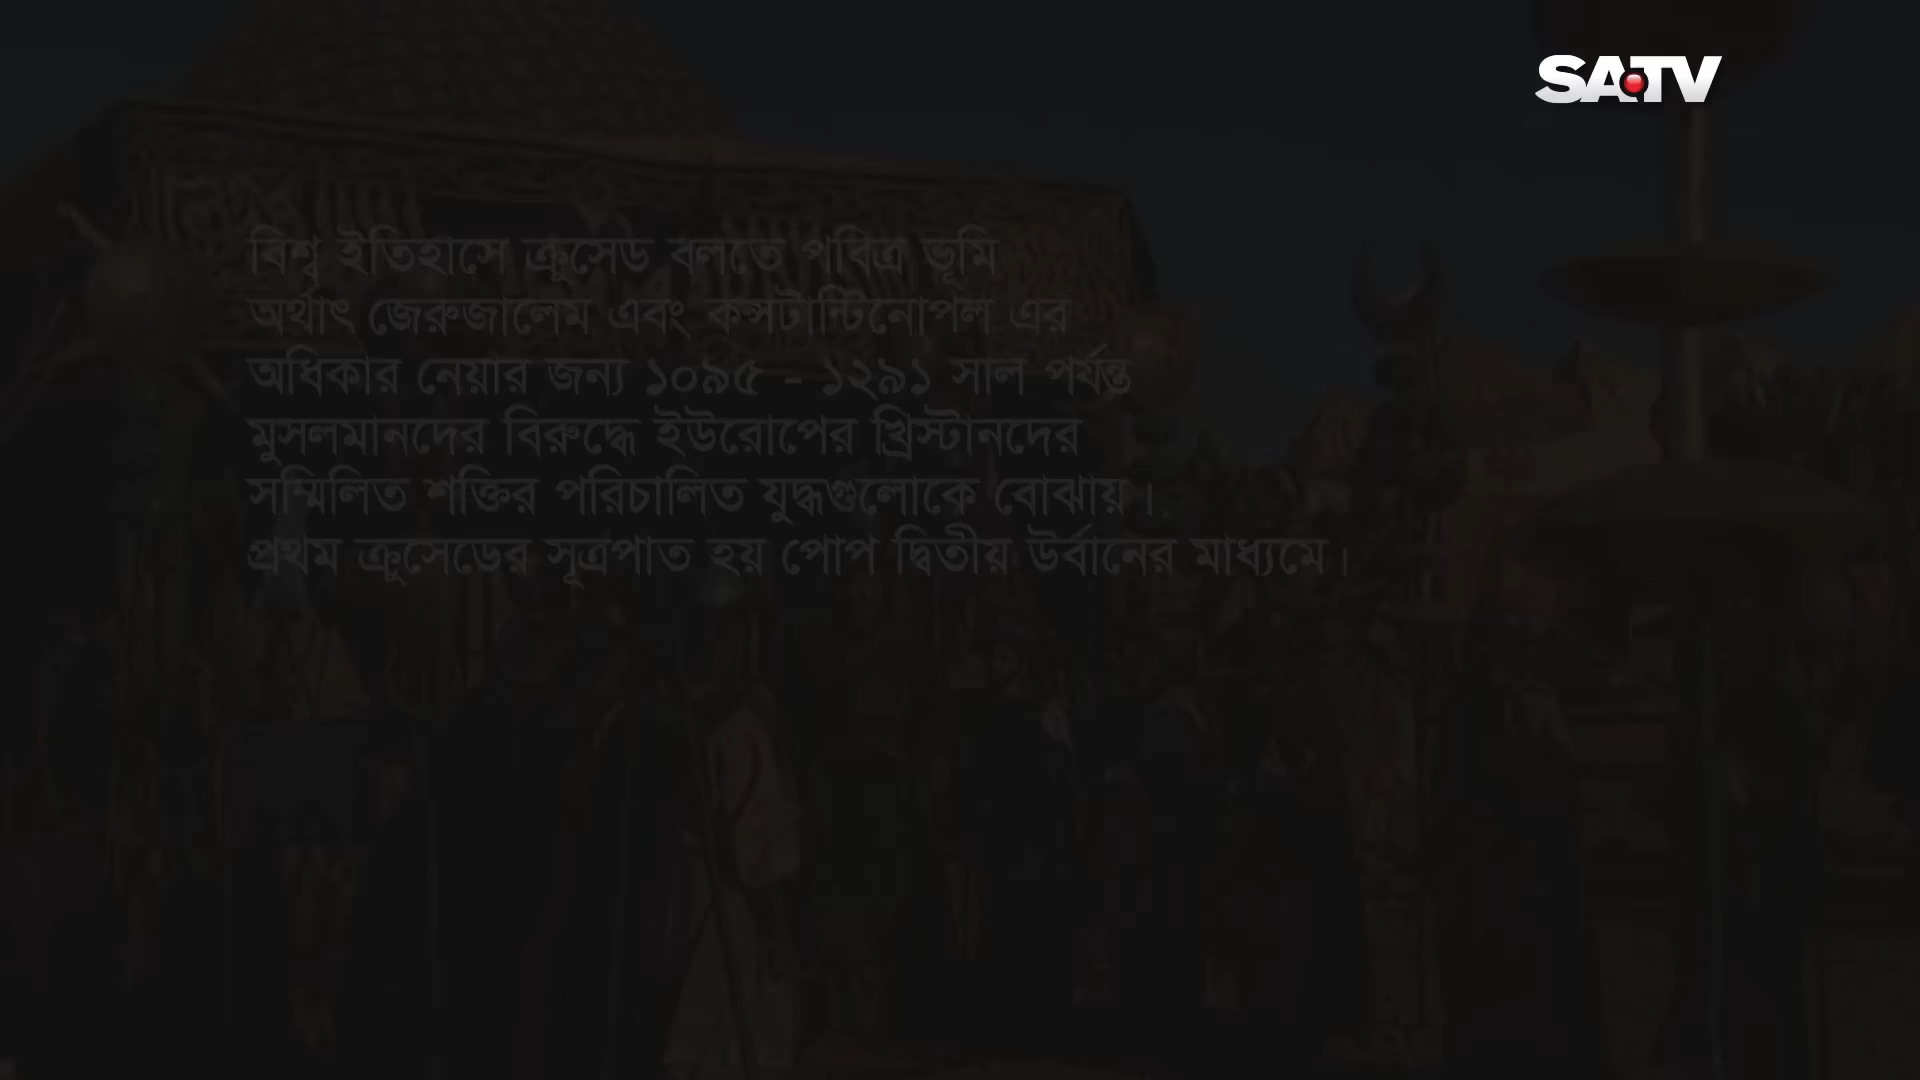 SATV
বিশ্ব ইতিহাসে ক্রুসেড বলতে পবিত্র ভূমি
অর্থাৎ জেরুজালেম এবং কন্সটান্টিনোপল এর
অধিকার নেয়ার জন্য ১০৯৫ - ১২৯১ সাল পর্যন্ত
মুসলমানদের বিরুদ্ধে ইউরোপের খ্রিস্টানদের
সম্মিলিত শক্তির পরিচালিত যুদ্ধগুলোকে বোঝায়।
প্রথম ক্রুসেডের সূত্রপাত হয় পোপ দ্বিতীয় উর্বানের মাধ্যমে।